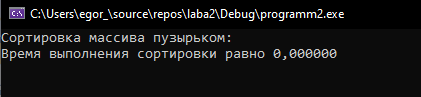 C:\Users\egor_\source\repos\laba2\Debug\programm2.exe
Сортировка массива пузырьком:
Время выполнения сортировки равно 0,000000